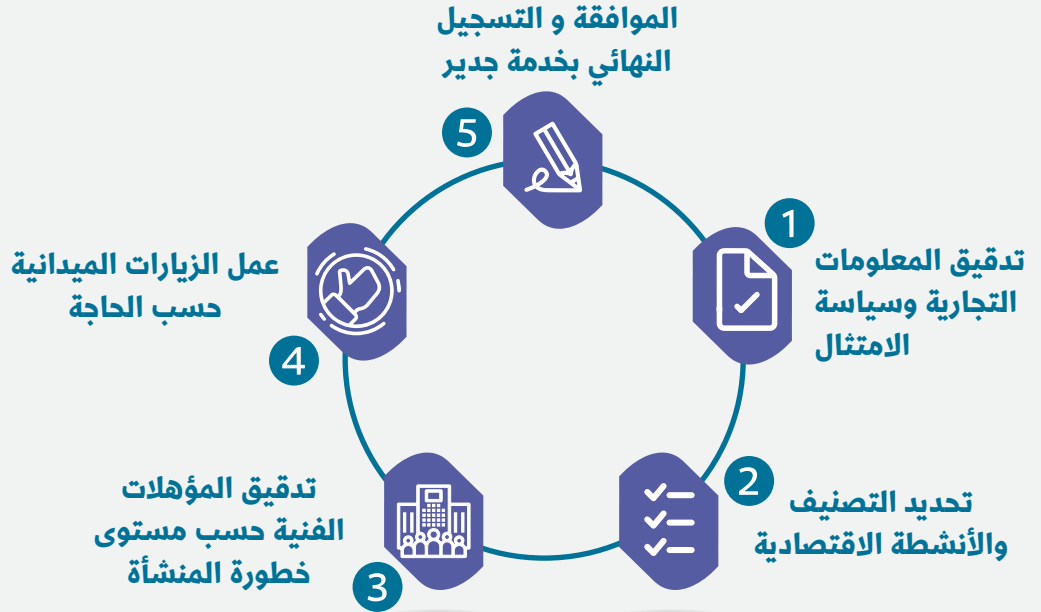 الموافقة و التسجيل
النهائي بخدمة جدير
5
1
تدقيق المعلومات
التجارية وسياسة
الامتثال
2
تحديد التصنيف
والأنشطة الاقتصادية
3
تدقيق المؤهلات
الفنية حسب مستوى
خطورة المنشأة
4
عمل الزيارات الميدانية
حسب الحاجة